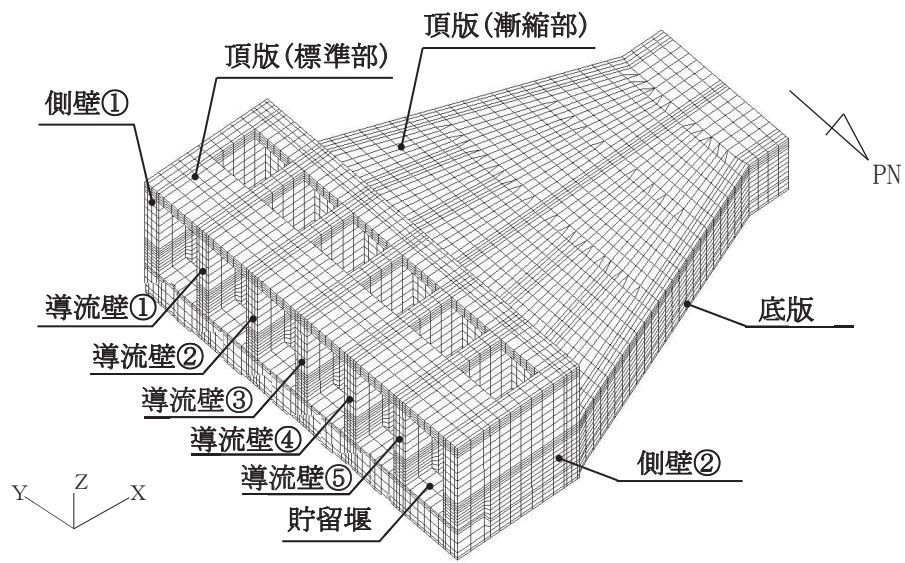 頂版(漸縮部)
頂版(標準部)
側壁①
PN
導流壁①
底版
導流壁②
導流壁③
導流壁④
側壁②
導流壁⑤
貯留堰
Y
Z
X